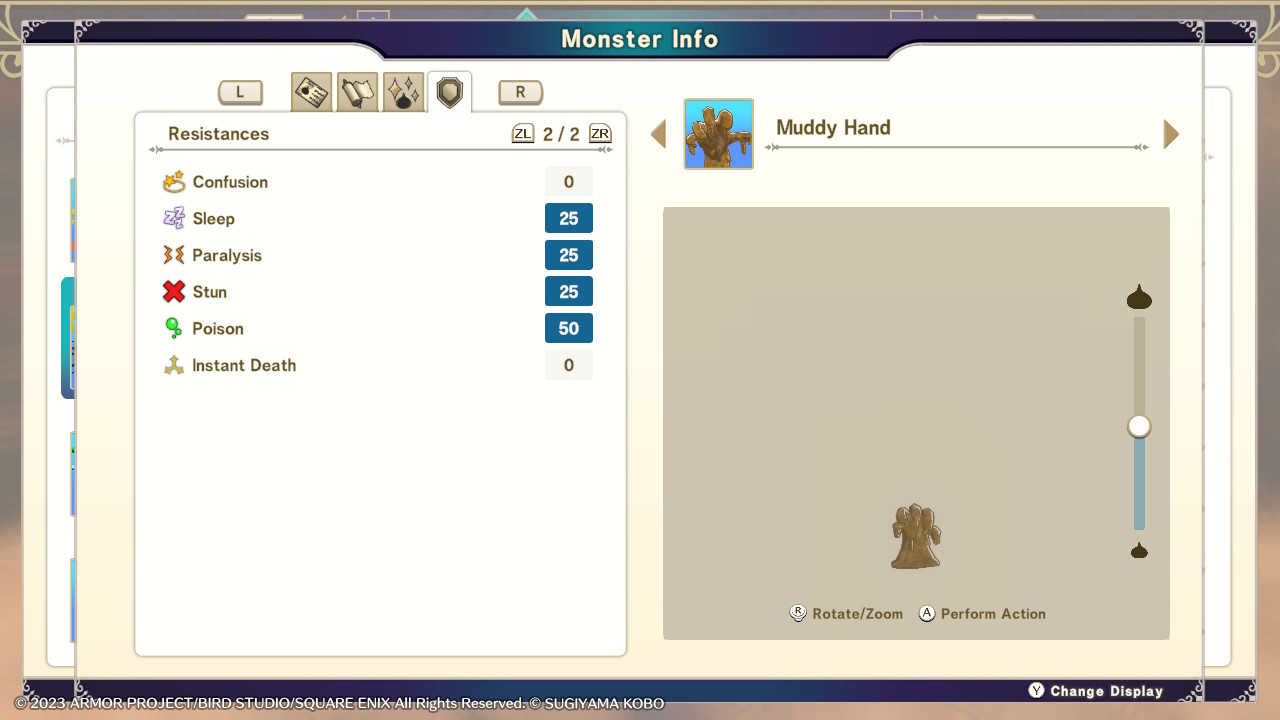 Monster Info
L
R
Resistances
ZL 2 / 2 ZR
Confusion 0
Sleep 25
Paralysis 25
Stun 25
Poison 50
Instant Death 0
Muddy Hand
R Rotate/Zoom A Perform Action
Y Change Display
© 2023 ARMOR PROJECT/BIRD STUDIO/SQUARE ENIX All Rights Reserved. © SUGIYAMA KOBO